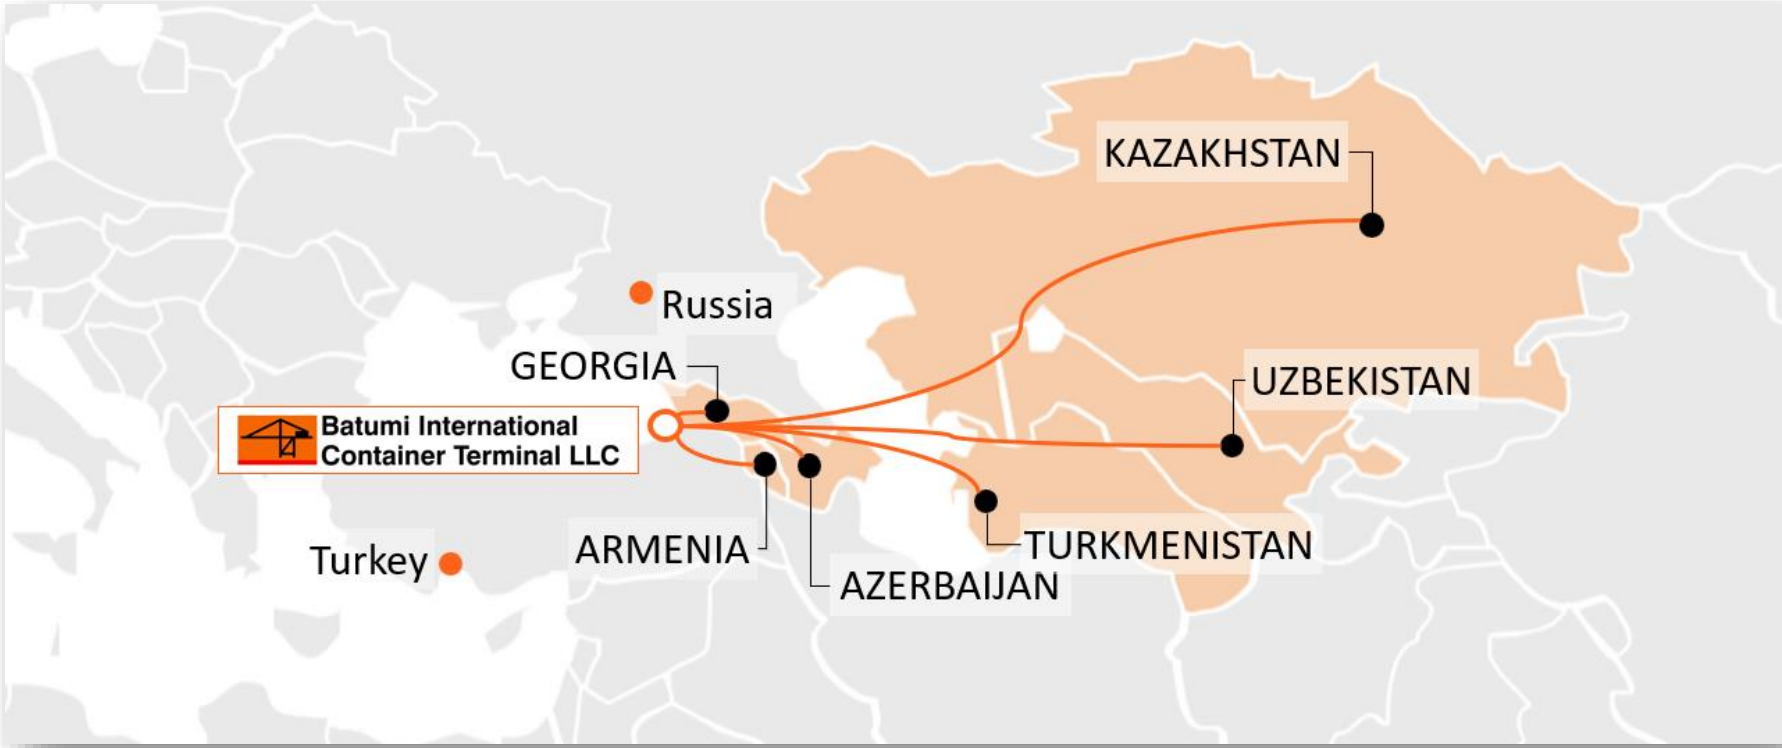 KAZAKHSTAN
Russia
GEORGIA
UZBEKISTAN
Batumi International
Container Terminal LLC
Turkey
ARMENIA
TURKMENISTAN
AZERBAIJAN